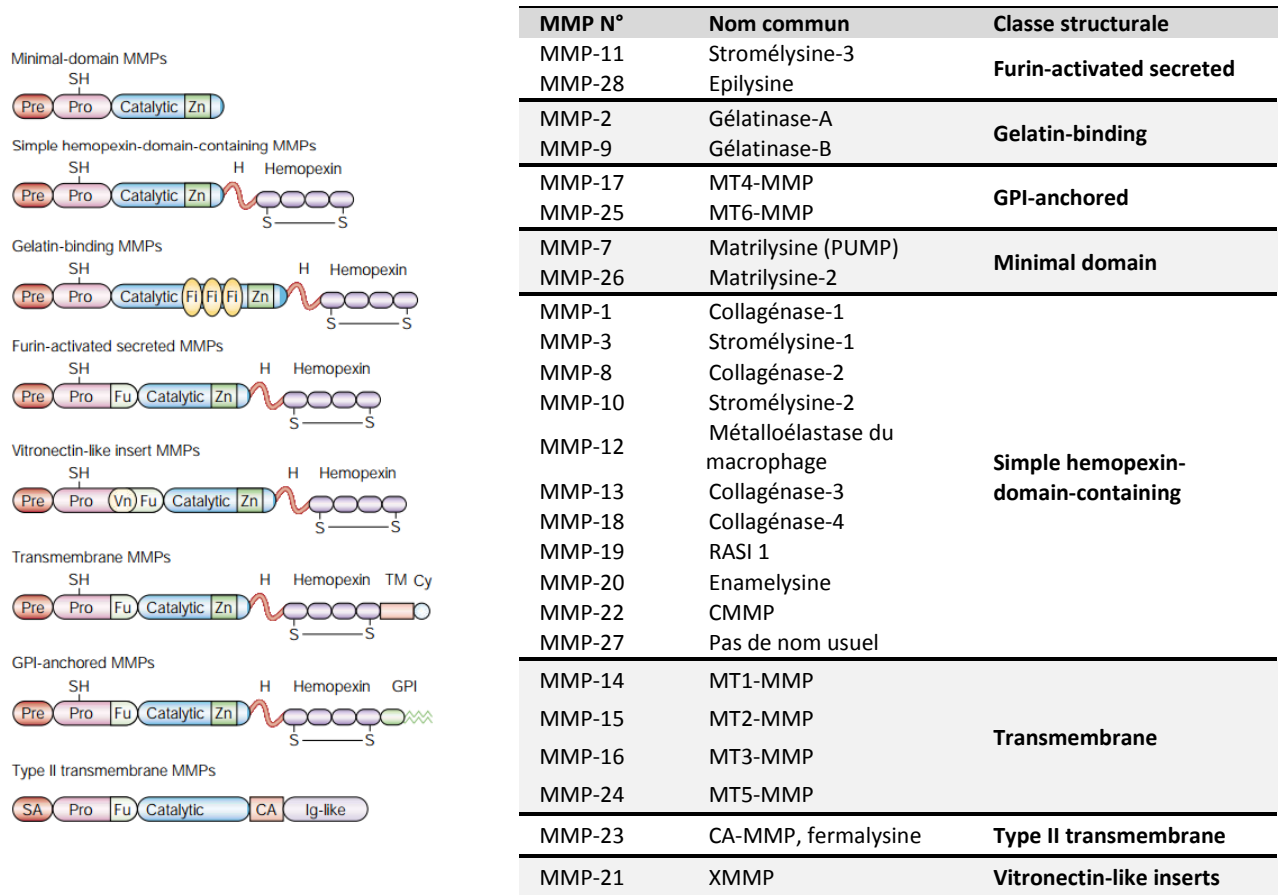 Minimal-domain MMPs
SH
Pre Pro Catalytic Zn
Simple hemopexin-domain-containing MMPs
SH H Hemopexin
Pre Pro Catalytic Zn
S S
Gelatin-binding MMPs
SH H Hemopexin
Pre Pro Catalytic Fi Fi Fi Zn
S S
Furin-activated secreted MMPs
SH H Hemopexin
Pre Pro Fu Catalytic Zn
S S
Vitronectin-like insert MMPs
SH H Hemopexin
Pre Pro Vn Fu Catalytic Zn
S S
Transmembrane MMPs
SH H Hemopexin TM Cy
Pre Pro Fu Catalytic Zn
S S
GPI-anchored MMPs
SH H Hemopexin GPI
Pre Pro Fu Catalytic Zn
S S
Type II transmembrane MMPs
SA Pro Fu Catalytic CA Ig-like
MMP N° Nom commun Classe structurale
MMP-11 Stromélysine-3
Furin-activated secreted
MMP-28 Epilysine
MMP-2 Gélatinase-A
Gelatin-binding
MMP-9 Gélatinase-B
MMP-17 MT4-MMP
GPI-anchored
MMP-25 MT6-MMP
MMP-7 Matrilysine (PUMP)
Minimal domain
MMP-26 Matrilysine-2
MMP-1 Collagénase-1
MMP-3 Stromélysine-1
MMP-8 Collagénase-2
MMP-10 Stromélysine-2
MMP-12 Métalloélastase du
macrophage
Simple hemopexin-
domain-containing
MMP-13 Collagénase-3
MMP-18 Collagénase-4
MMP-19 RASI 1
MMP-20 Enamelysine
MMP-22 CMMP
MMP-27 Pas de nom usuel
MMP-14 MT1-MMP
MMP-15 MT2-MMP
Transmembrane
MMP-16 MT3-MMP
MMP-24 MT5-MMP
MMP-23 CA-MMP, fermalysine Type II transmembrane
MMP-21 XMMP Vitronectin-like inserts